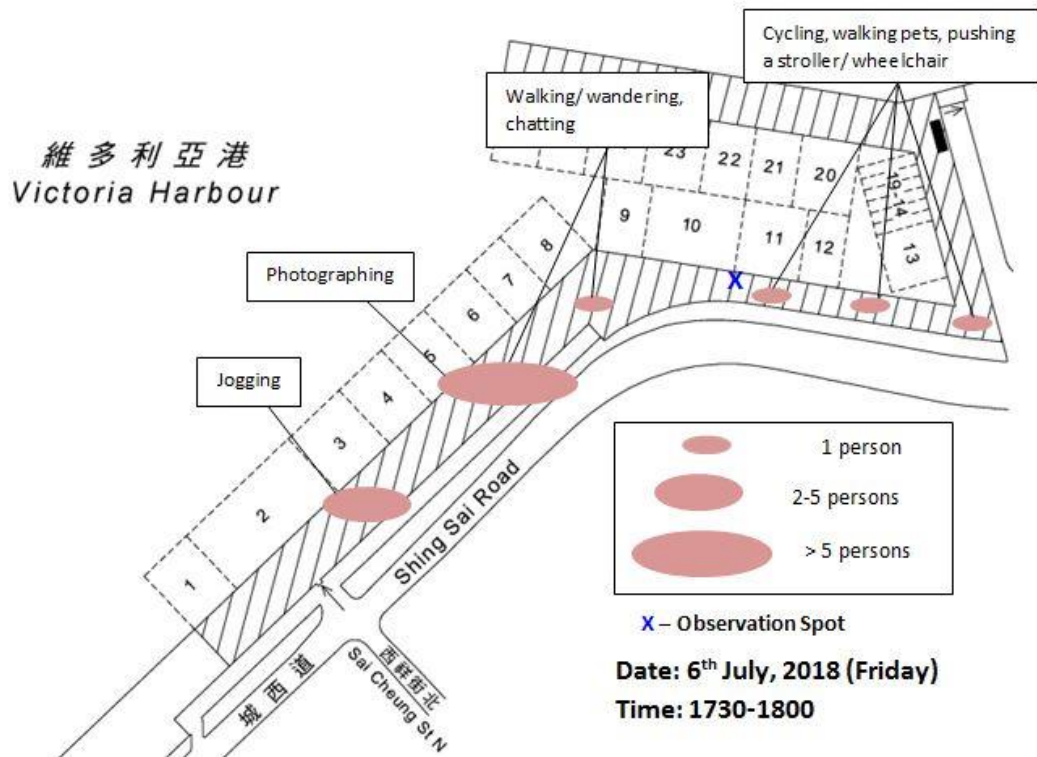 Cycling, walking pets, pushing
a stroller/ wheelchair
Walking/ wandering,
chatting
維多利亞港
Victoria Harbour
23
22
21
20
19-14
9
10
11
12
13
8
7
6
5
4
3
2
1
Photographing
Jogging
X
Shing Sai Road
城西道
西祥街北
Sai Cheung St N
1 person
2-5 persons
> 5 persons
X – Observation Spot
Date: 6th July, 2018 (Friday)
Time: 1730-1800